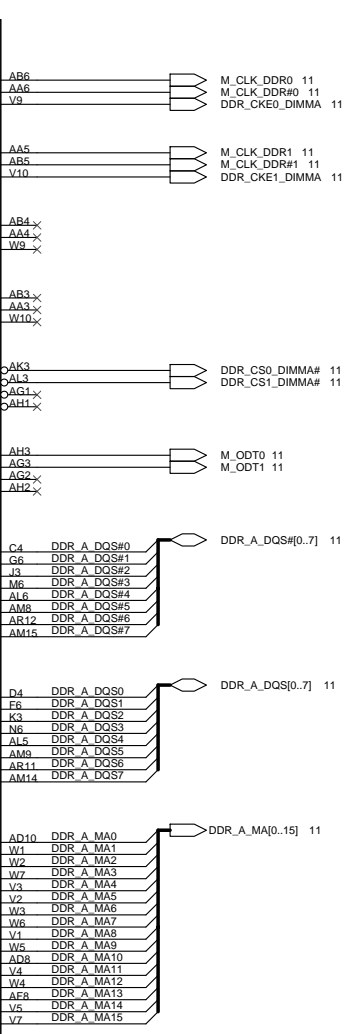 AB6 M_CLK_DDR0 11
AA6 M_CLK_DDR#0 11
V9 DDR_CKE0_DIMMA 11
AA5 M_CLK_DDR1 11
AB5 M_CLK_DDR#1 11
V10 DDR_CKE1_DIMMA 11
AB4
AA4
W9
AB3
AA3
W10
AK3 DDR_CS0_DIMMA# 11
AL3 DDR_CS1_DIMMA# 11
AG1
AH1
AH3 M_ODT0 11
AG3 M_ODT1 11
AG2
AH2
DDR_A_DQS#[0..7] 11
C4 DDR_A_DQS#0
G6 DDR_A_DQS#1
J3 DDR_A_DQS#2
M6 DDR_A_DQS#3
AL6 DDR_A_DQS#4
AM8 DDR_A_DQS#5
AR12 DDR_A_DQS#6
AM15 DDR_A_DQS#7
DDR_A_DQS[0..7] 11
D4 DDR_A_DQS0
F6 DDR_A_DQS1
K3 DDR_A_DQS2
N6 DDR_A_DQS3
AL5 DDR_A_DQS4
AM9 DDR_A_DQS5
AR11 DDR_A_DQS6
AM14 DDR_A_DQS7
DDR_A_MA[0..15] 11
AD10 DDR_A_MA0
W1 DDR_A_MA1
W2 DDR_A_MA2
W7 DDR_A_MA3
V3 DDR_A_MA4
V2 DDR_A_MA5
W3 DDR_A_MA6
W6 DDR_A_MA7
V1 DDR_A_MA8
W5 DDR_A_MA9
AD8 DDR_A_MA10
V4 DDR_A_MA11
W4 DDR_A_MA12
AF8 DDR_A_MA13
V5 DDR_A_MA14
V7 DDR_A_MA15